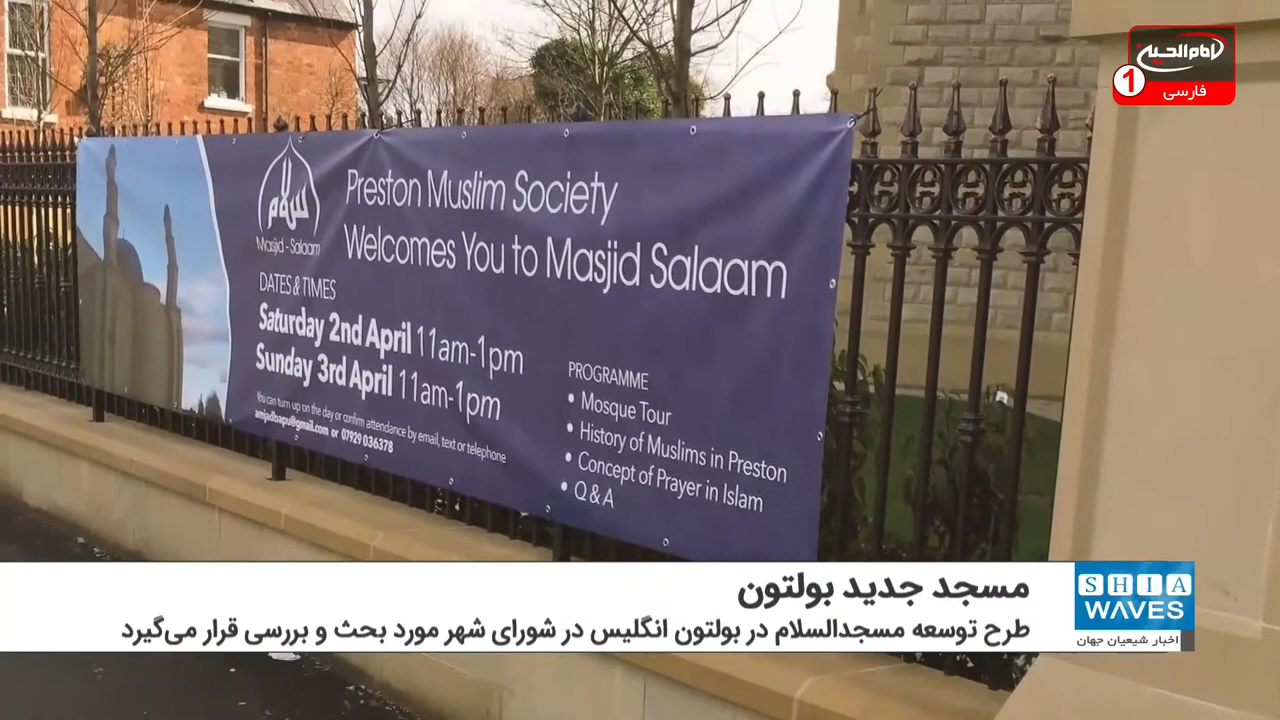 امام الحسین
1
فارسی
سلام
Masjid - Salaam
Preston Muslim Society
Welcomes You to Masjid Salaam
DATES & TIMES
Saturday 2nd April 11am-1pm
Sunday 3rd April 11am-1pm
You can turn up on the day or confirm attendance by email, text or telephone
amjadbapu@gmail.com or 07929 036378
PROGRAMME
• Mosque Tour
• History of Muslims in Preston
• Concept of Prayer in Islam
• Q & A
مسجد جدید بولتون
طرح توسعه مسجدالسلام در بولتون انگلیس در شورای شهر مورد بحث و بررسی قرار می‌گیرد
SHIA
WAVES
اخبار شیعیان جهان